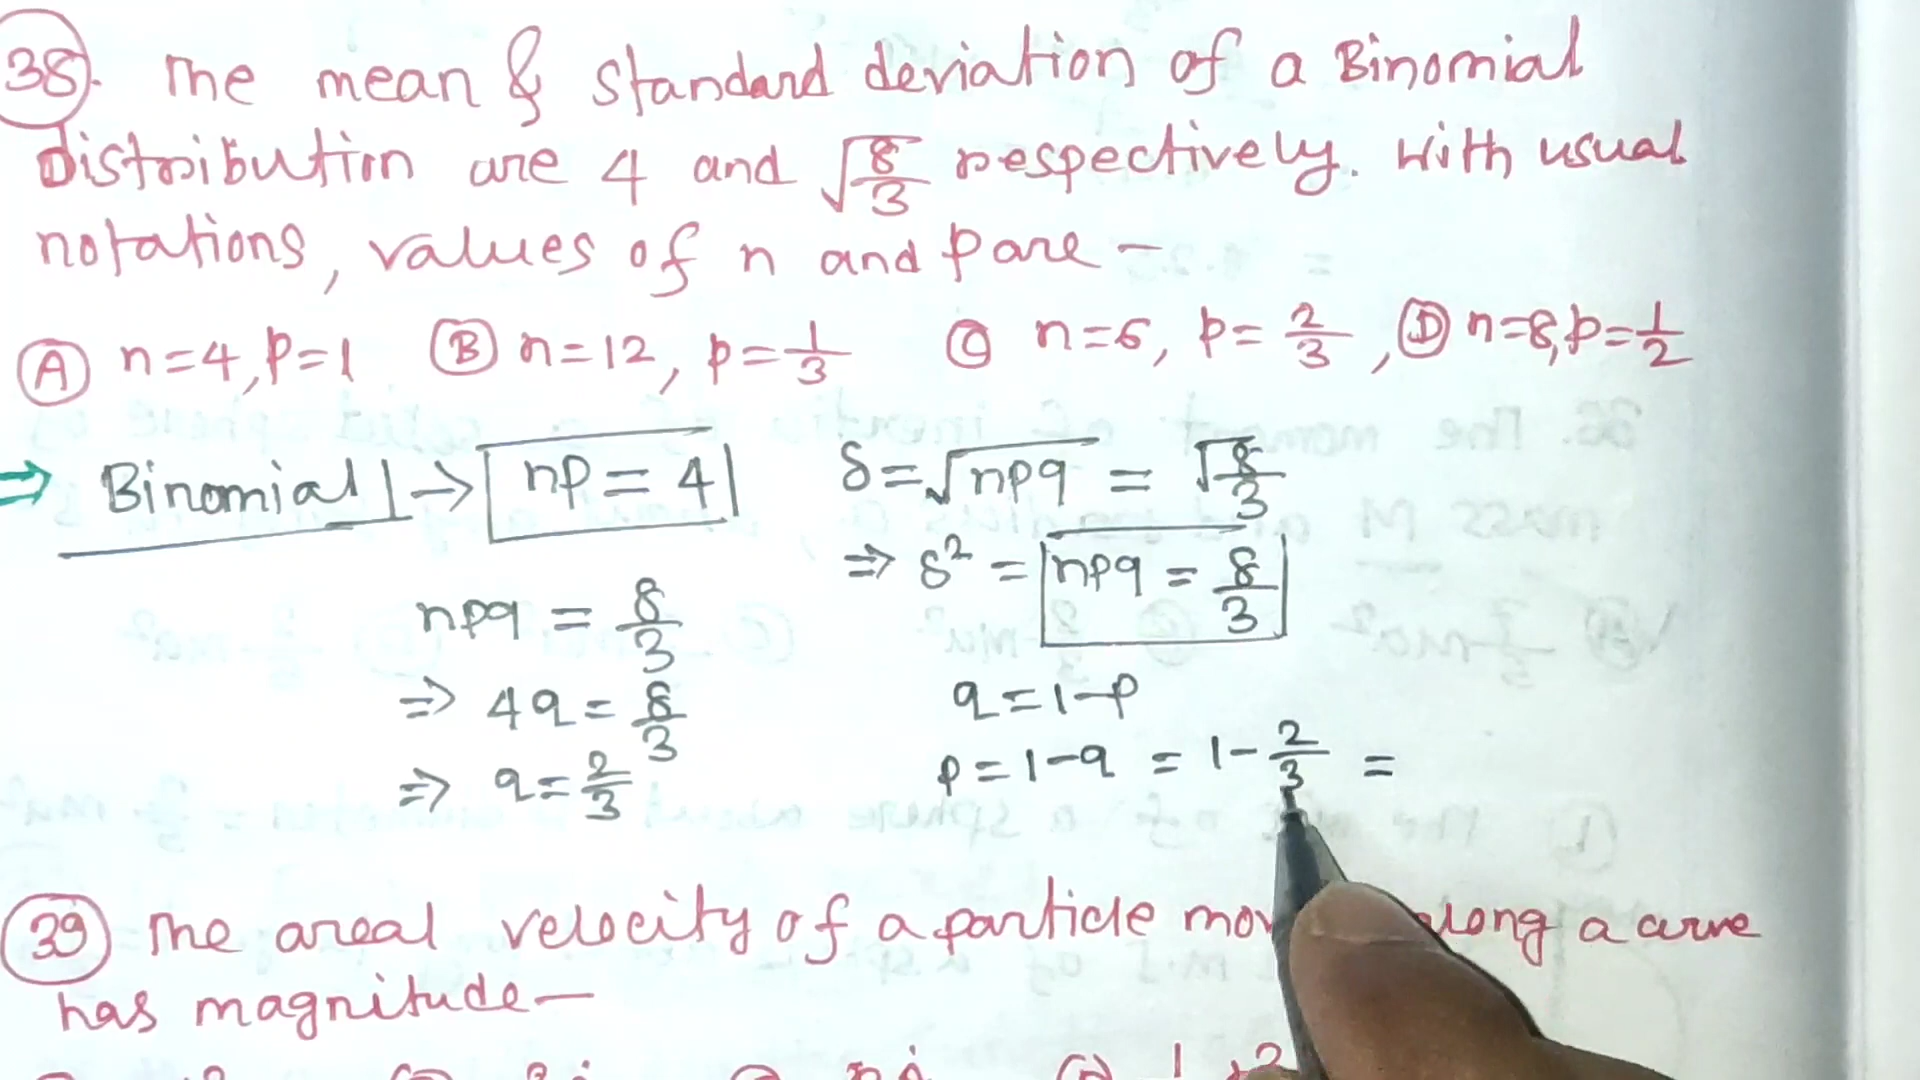 38. The mean & standard deviation of a Binomial
distribution are 4 and √8/3 respectively. With usual
notations, values of n and p are —
(A) n=4, p=1 (B) n=12, p=1/3 (C) n=6, p=2/3, (D) n=8, p=1/2
⇒ Binomial → np = 4 δ = √npq = √8/3
⇒ δ² = npq = 8/3
npq = 8/3
⇒ 4q = 8/3 q = 1-p
⇒ q = 2/3 p = 1-q = 1 - 2/3 =
39 The areal velocity of a particle along a curve
has magnitude —